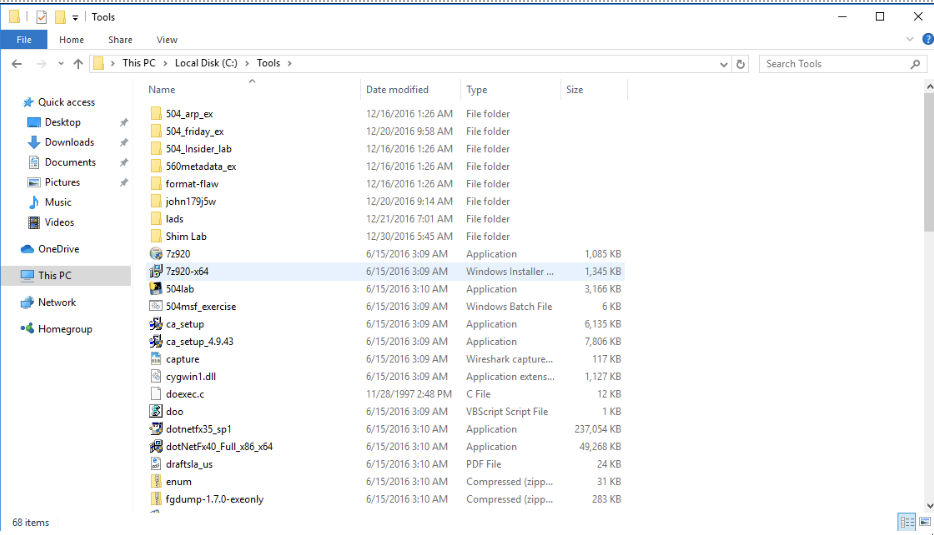 Tools
File Home Share View
This PC > Local Disk (C:) > Tools > Search Tools
Name Date modified Type Size
Quick access
Desktop
Downloads
Documents
Pictures
Music
Videos
OneDrive
This PC
Network
Homegroup
504_arp_ex 12/16/2016 1:26 AM File folder
504_friday_ex 12/20/2016 9:58 AM File folder
504_Insider_lab 12/16/2016 1:26 AM File folder
560metadata_ex 12/16/2016 1:26 AM File folder
format-flaw 12/16/2016 1:26 AM File folder
john179j5w 12/20/2016 9:14 AM File folder
lads 12/21/2016 7:01 AM File folder
Shim Lab 12/30/2016 5:45 AM File folder
7z920 6/15/2016 3:09 AM Application 1,085 KB
7z920-x64 6/15/2016 3:09 AM Windows Installer ... 1,345 KB
504lab 6/15/2016 3:10 AM Application 3,166 KB
504msf_exercise 6/15/2016 3:09 AM Windows Batch File 6 KB
ca_setup 6/15/2016 3:09 AM Application 6,135 KB
ca_setup_4.9.43 6/15/2016 3:09 AM Application 7,806 KB
capture 6/15/2016 3:09 AM Wireshark capture... 117 KB
cygwin1.dll 6/15/2016 3:09 AM Application extens... 1,127 KB
doexec.c 11/28/1997 2:48 PM C File 12 KB
doo 6/15/2016 3:09 AM VBScript Script File 1 KB
dotnetfx35_sp1 6/15/2016 3:10 AM Application 237,054 KB
dotNetFx40_Full_x86_x64 6/15/2016 3:10 AM Application 49,268 KB
draftsla_us 6/15/2016 3:10 AM PDF File 24 KB
enum 6/15/2016 3:10 AM Compressed (zipp... 31 KB
fgdump-1.7.0-exeonly 6/15/2016 3:10 AM Compressed (zipp... 283 KB
68 items